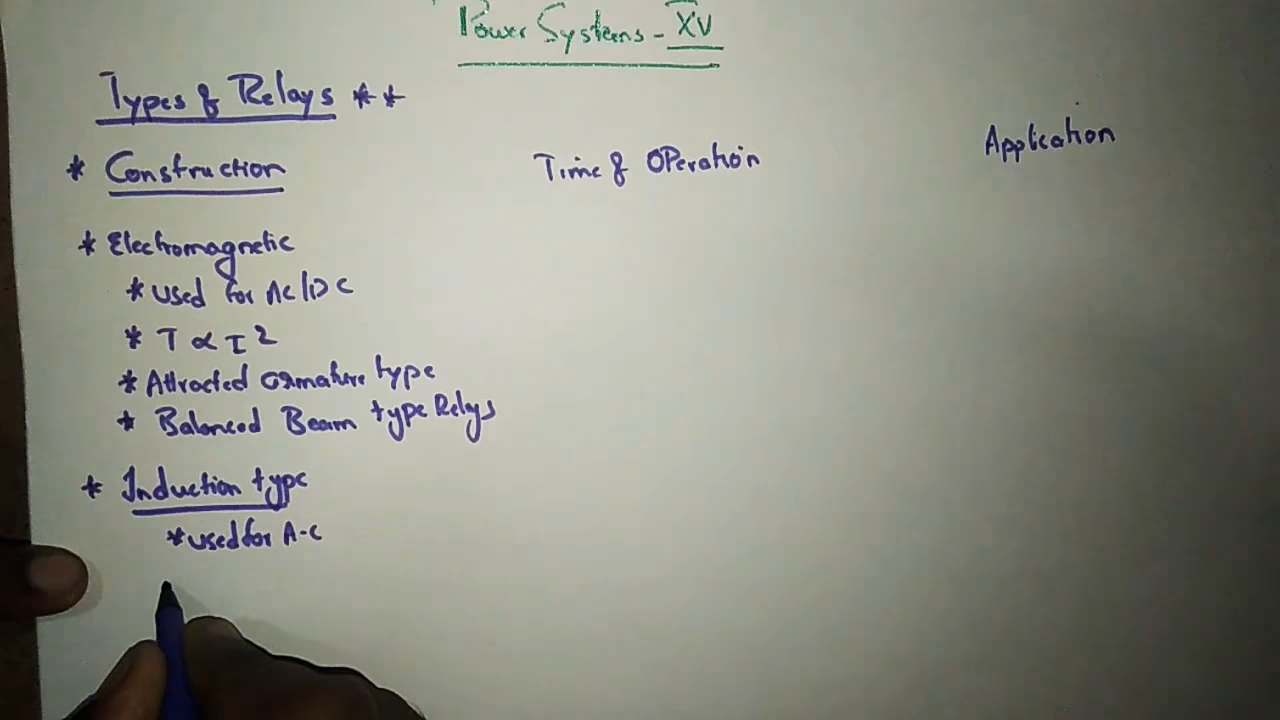 Power Systems - XV
Types of Relays **
* Construction
Time of Operation
Application
* Electromagnetic
* used for AC/DC
* T ∝ I²
* Attracted armature type
* Balanced Beam type Relys
* Induction type
* used for A-C